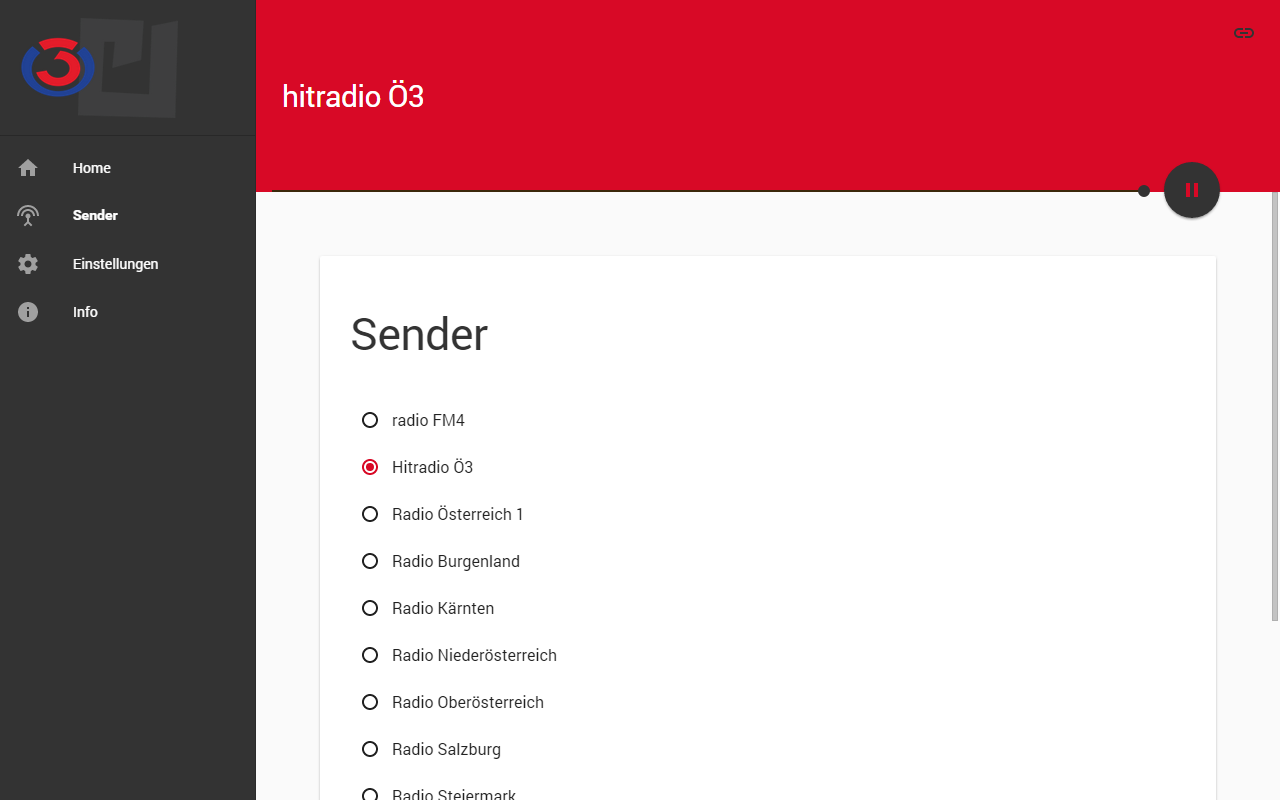 hitradio Ö3
Home
Sender
Einstellungen
Info
Sender
radio FM4
Hitradio Ö3
Radio Österreich 1
Radio Burgenland
Radio Kärnten
Radio Niederösterreich
Radio Oberösterreich
Radio Salzburg
Radio Steiermark